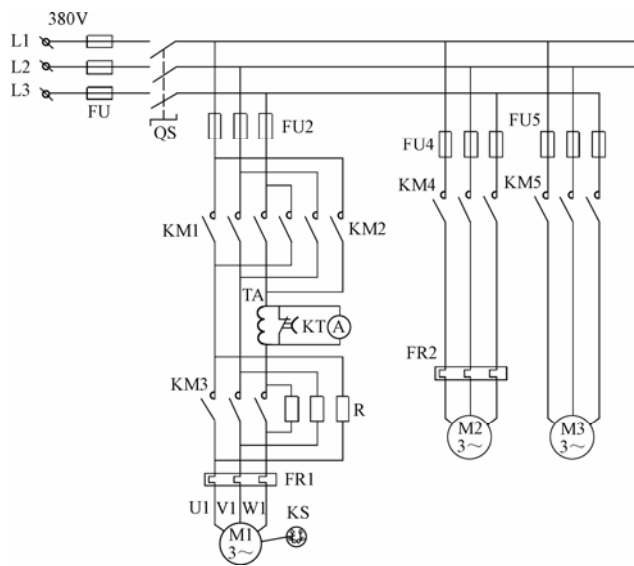 380V
L1
L2
L3
FU
QS
FU2
FU4
FU5
KM1
KM2
KM4
KM5
TA
KT
A
KM3
R
FR2
FR1
U1
V1
W1
KS
M1
3～
M2
3～
M3
3～